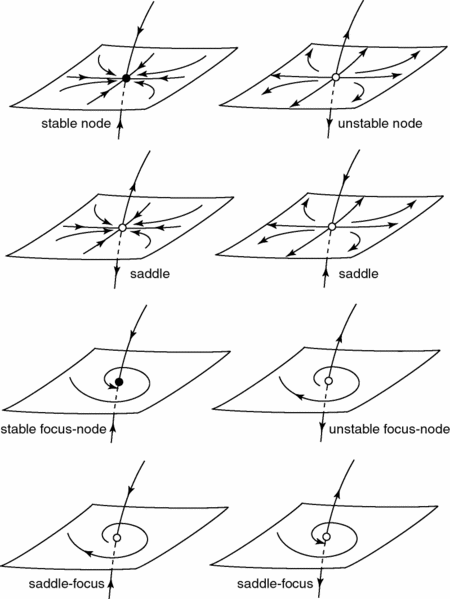 stable node
unstable node
saddle
saddle
stable focus-node
unstable focus-node
saddle-focus
saddle-focus